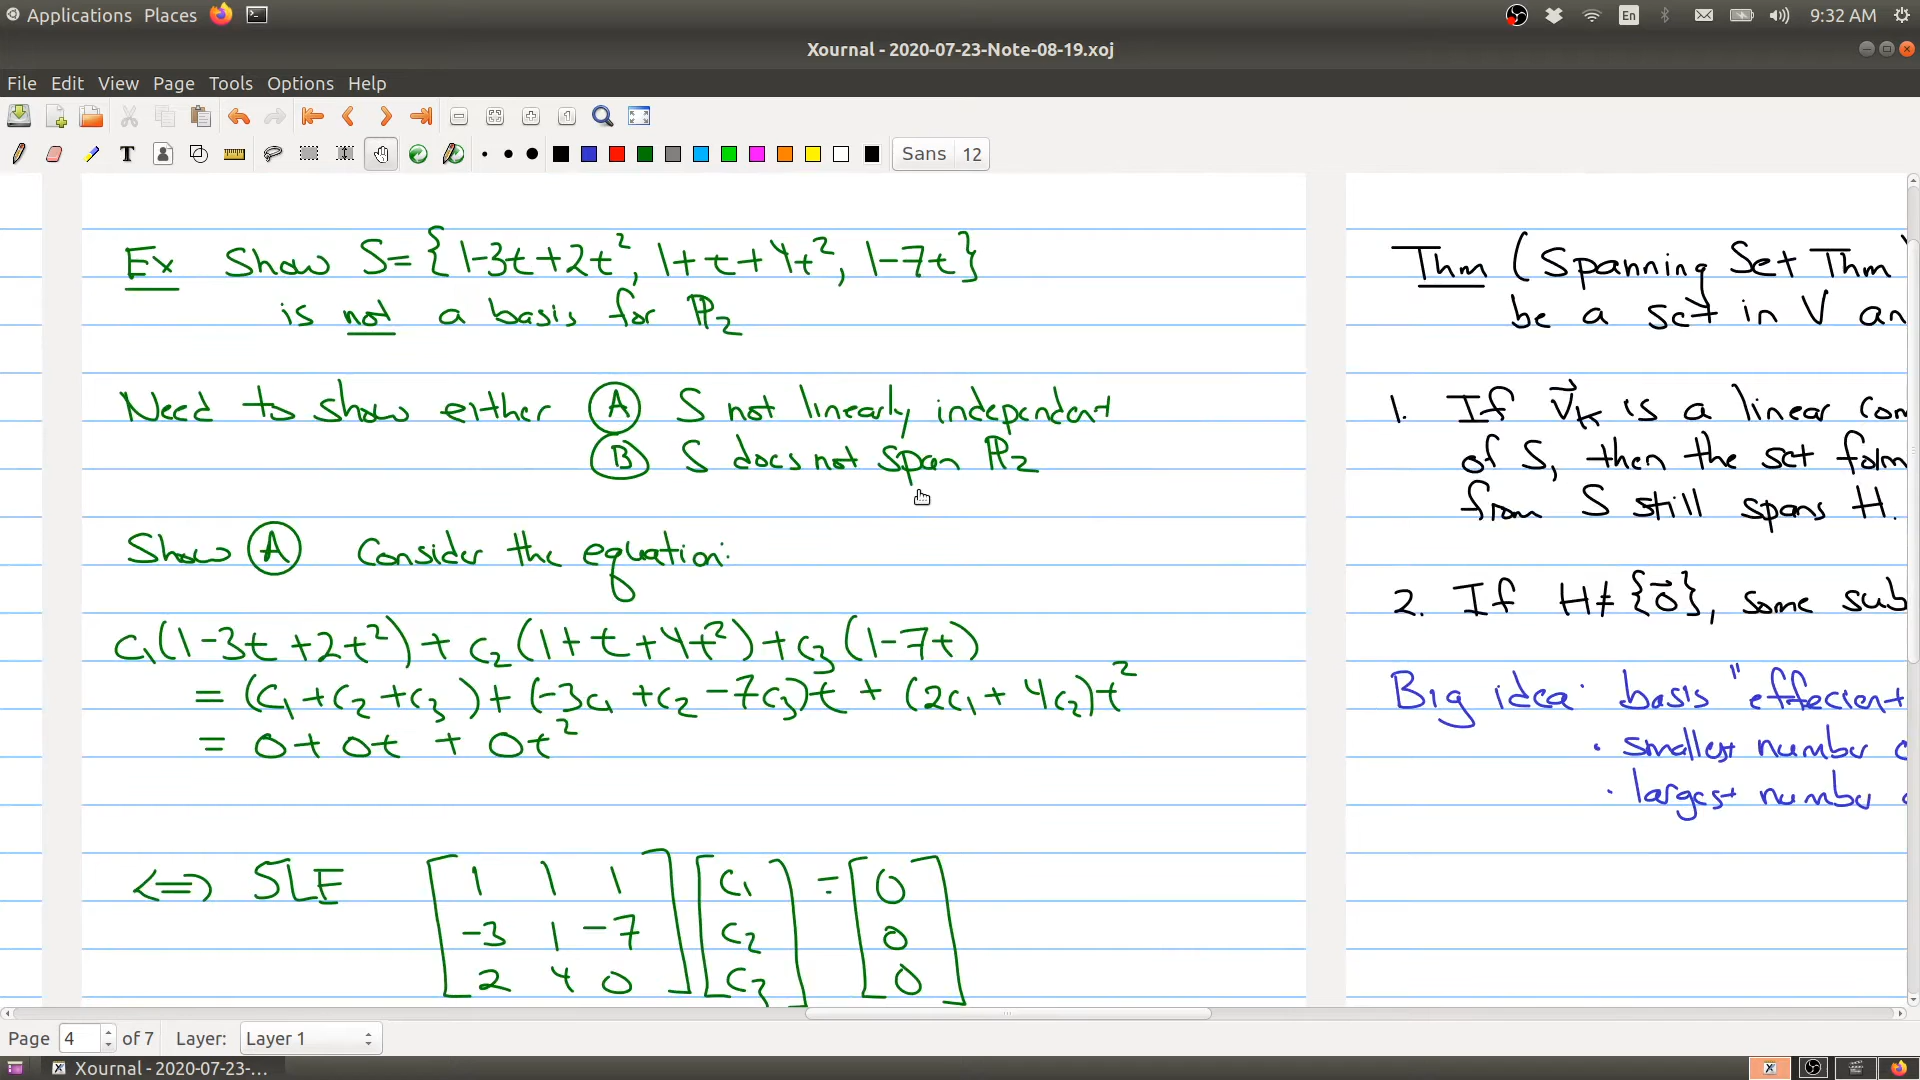 Applications Places En 9:32 AM
Xournal - 2020-07-23-Note-08-19.xoj
File Edit View Page Tools Options Help
Sans 12
Ex Show S= {1-3t+2t², 1+t+4t², 1-7t}
is not a basis for ℙ₂
Need to show either Ⓐ S not linearly independent
Ⓑ S does not span ℙ₂
Show Ⓐ Consider the equation:
c₁(1-3t+2t²)+c₂(1+t+4t²)+c₃(1-7t)
= (c₁+c₂+c₃)+(-3c₁+c₂-7c₃)t + (2c₁+4c₂)t²
= 0+0t + 0t²
<=> SLE [1 1 1] [c₁] = [0]
[-3 1 -7] [c₂] [0]
[2 4 0] [c₃] [0]
Thm (Spanning Set Thm)
be a set in V an
1. If v⃗ₖ is a linear com
of S, then the set form
from S still spans H.
2. If H≠{0⃗}, some sub
Big idea: basis "effecient
· smallest number
· largest number
Page 4 of 7 Layer: Layer 1
Xournal - 2020-07-23-...